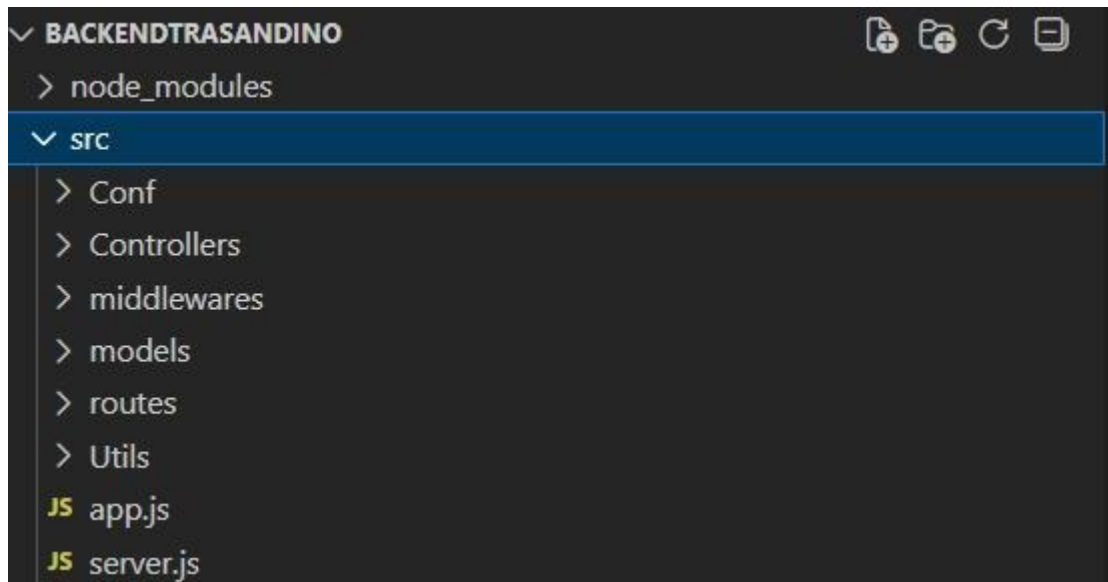 BACKENDTRASANDINO
node_modules
src
Conf
Controllers
middlewares
models
routes
Utils
JS app.js
JS server.js